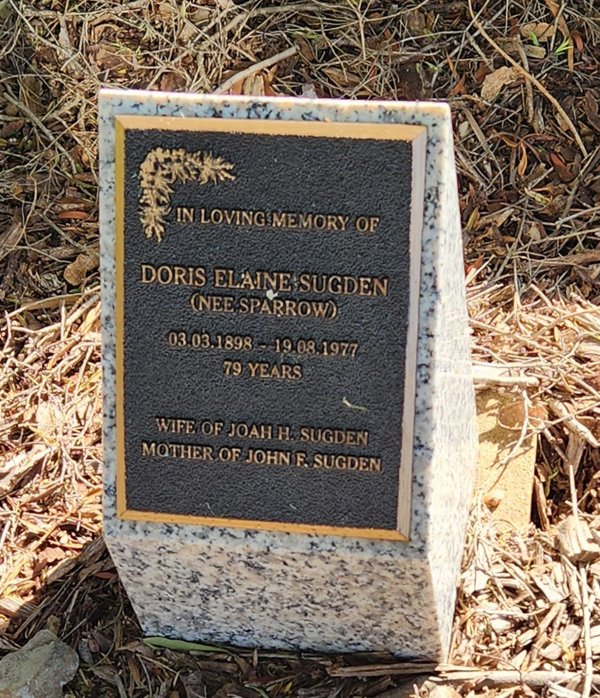 IN LOVING MEMORY OF
DORIS ELAINE SUGDEN
(NEE SPARROW)
03.03.1898 - 19.08.1977
79 YEARS
WIFE OF JOAH H. SUGDEN
MOTHER OF JOHN F. SUGDEN